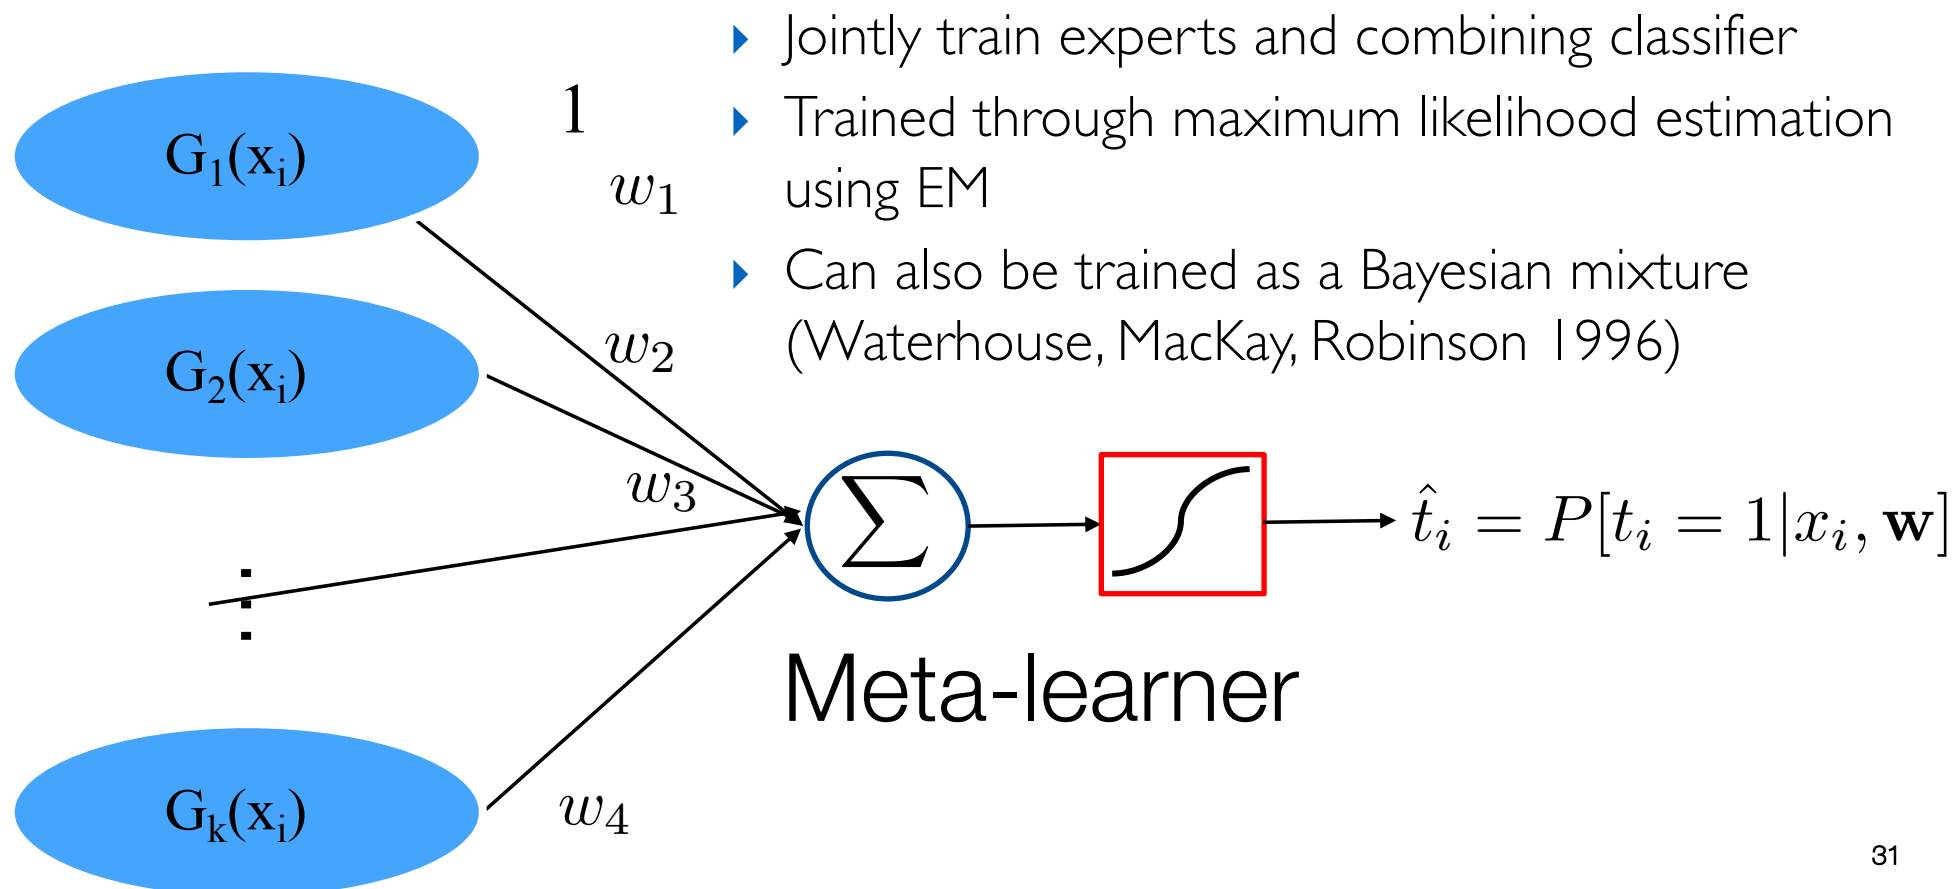 Jointly train experts and combining classifier
Trained through maximum likelihood estimation
using EM
Can also be trained as a Bayesian mixture
(Waterhouse, MacKay, Robinson 1996)
G₁(xᵢ)
1
w₁
G₂(xᵢ)
w₂
w₃
⋮
∑
t̂ᵢ = P[tᵢ = 1|xᵢ, **w**]
Meta-learner
Gₖ(xᵢ)
w₄
31